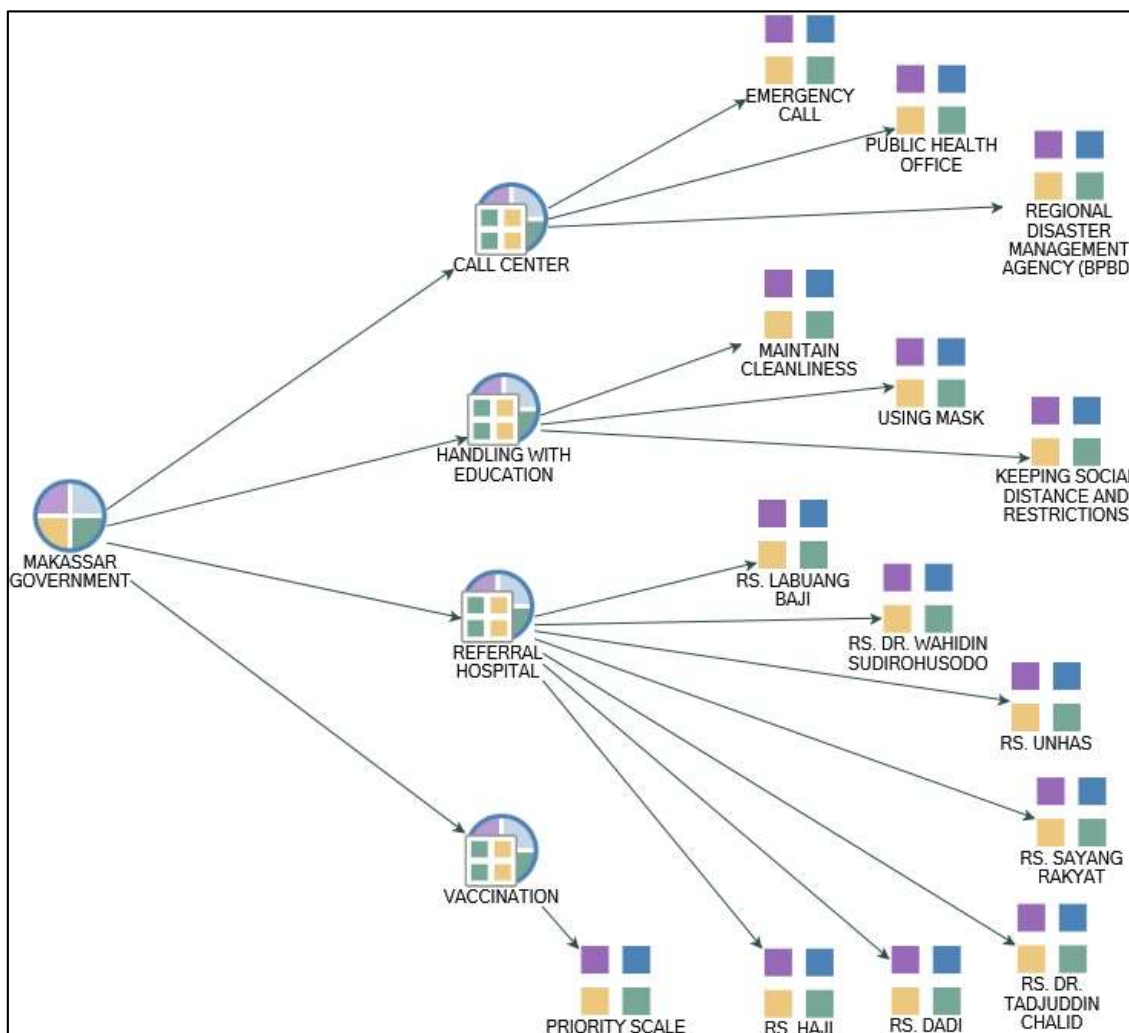 EMERGENCY
CALL
PUBLIC HEALTH
OFFICE
REGIONAL
DISASTER
MANAGEMENT
AGENCY (BPBD
CALL CENTER
MAINTAIN
CLEANLINESS
USING MASK
HANDLING WITH
EDUCATION
KEEPING SOCIAL
DISTANCE AND
RESTRICTIONS
MAKASSAR
GOVERNMENT
RS. LABUANG
BAJI
RS. DR. WAHIDIN
SUDIROHUSODO
REFERRAL
HOSPITAL
RS. UNHAS
RS. SAYANG
RAKYAT
VACCINATION
RS. DR.
TADJUDDIN
CHALID
PRIORITY SCALE
RS. HAJI
RS. DADI